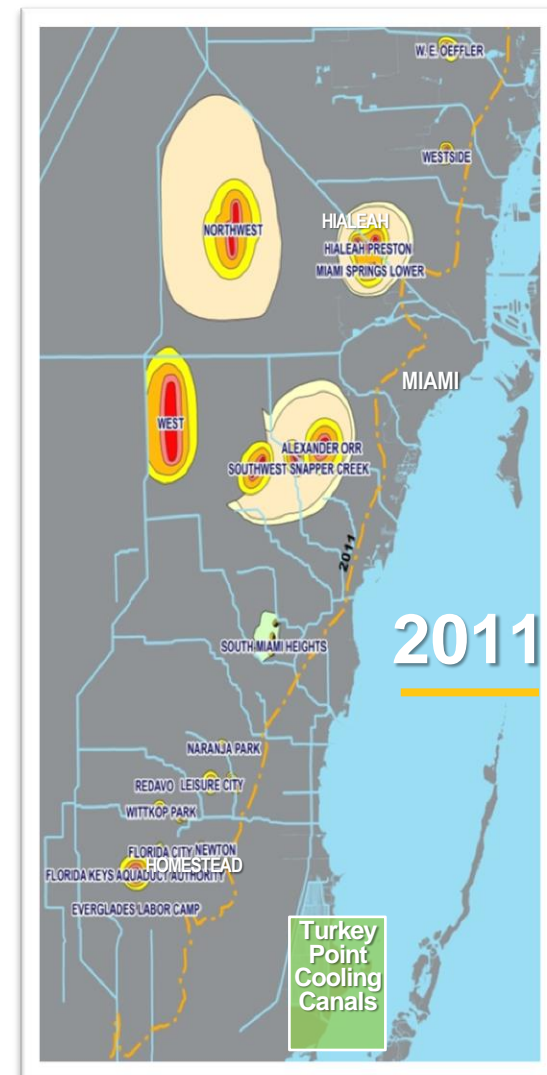 W. E. OEFFLER
WESTSIDE
HIALEAH
NORTHWEST
HIALEAH PRESTON
MIAMI SPRINGS LOWER
MIAMI
WEST
ALEXANDER ORR
SOUTHWEST SNAPPER CREEK
2011
2011
SOUTH MIAMI HEIGHTS
NARANJA PARK
REDAVO LEISURE CITY
WITTKOP PARK
FLORIDA CITY NEWTON
HOMESTEAD
FLORIDA KEYS AQUADUCT AUTHORITY
EVERGLADES LABOR CAMP
Turkey
Point
Cooling
Canals